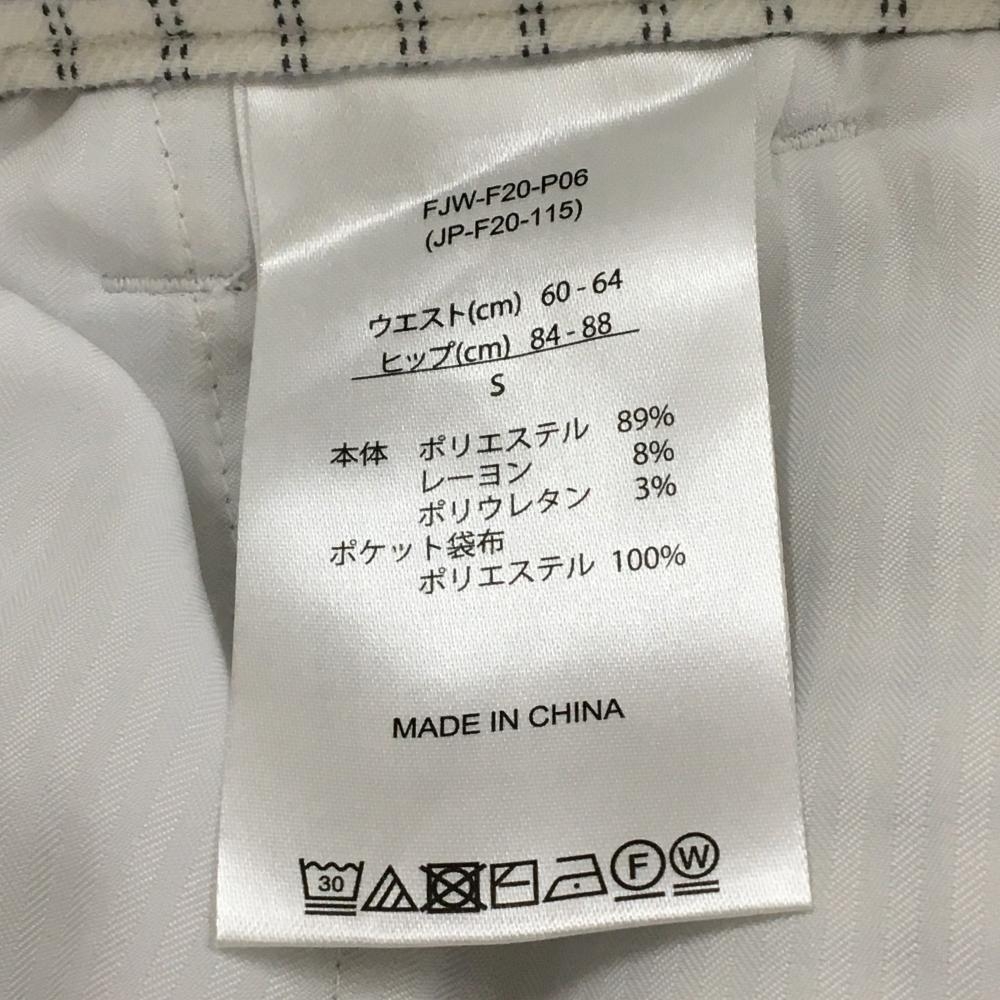 FJW-F20-P06
(JP-F20-115)
ウエスト(cm) 60 - 64
ヒップ(cm) 84 - 88
S
本体 ポリエステル 89%
レーヨン 8%
ポリウレタン 3%
ポケット袋布
ポリエステル 100%
MADE IN CHINA
30 F W